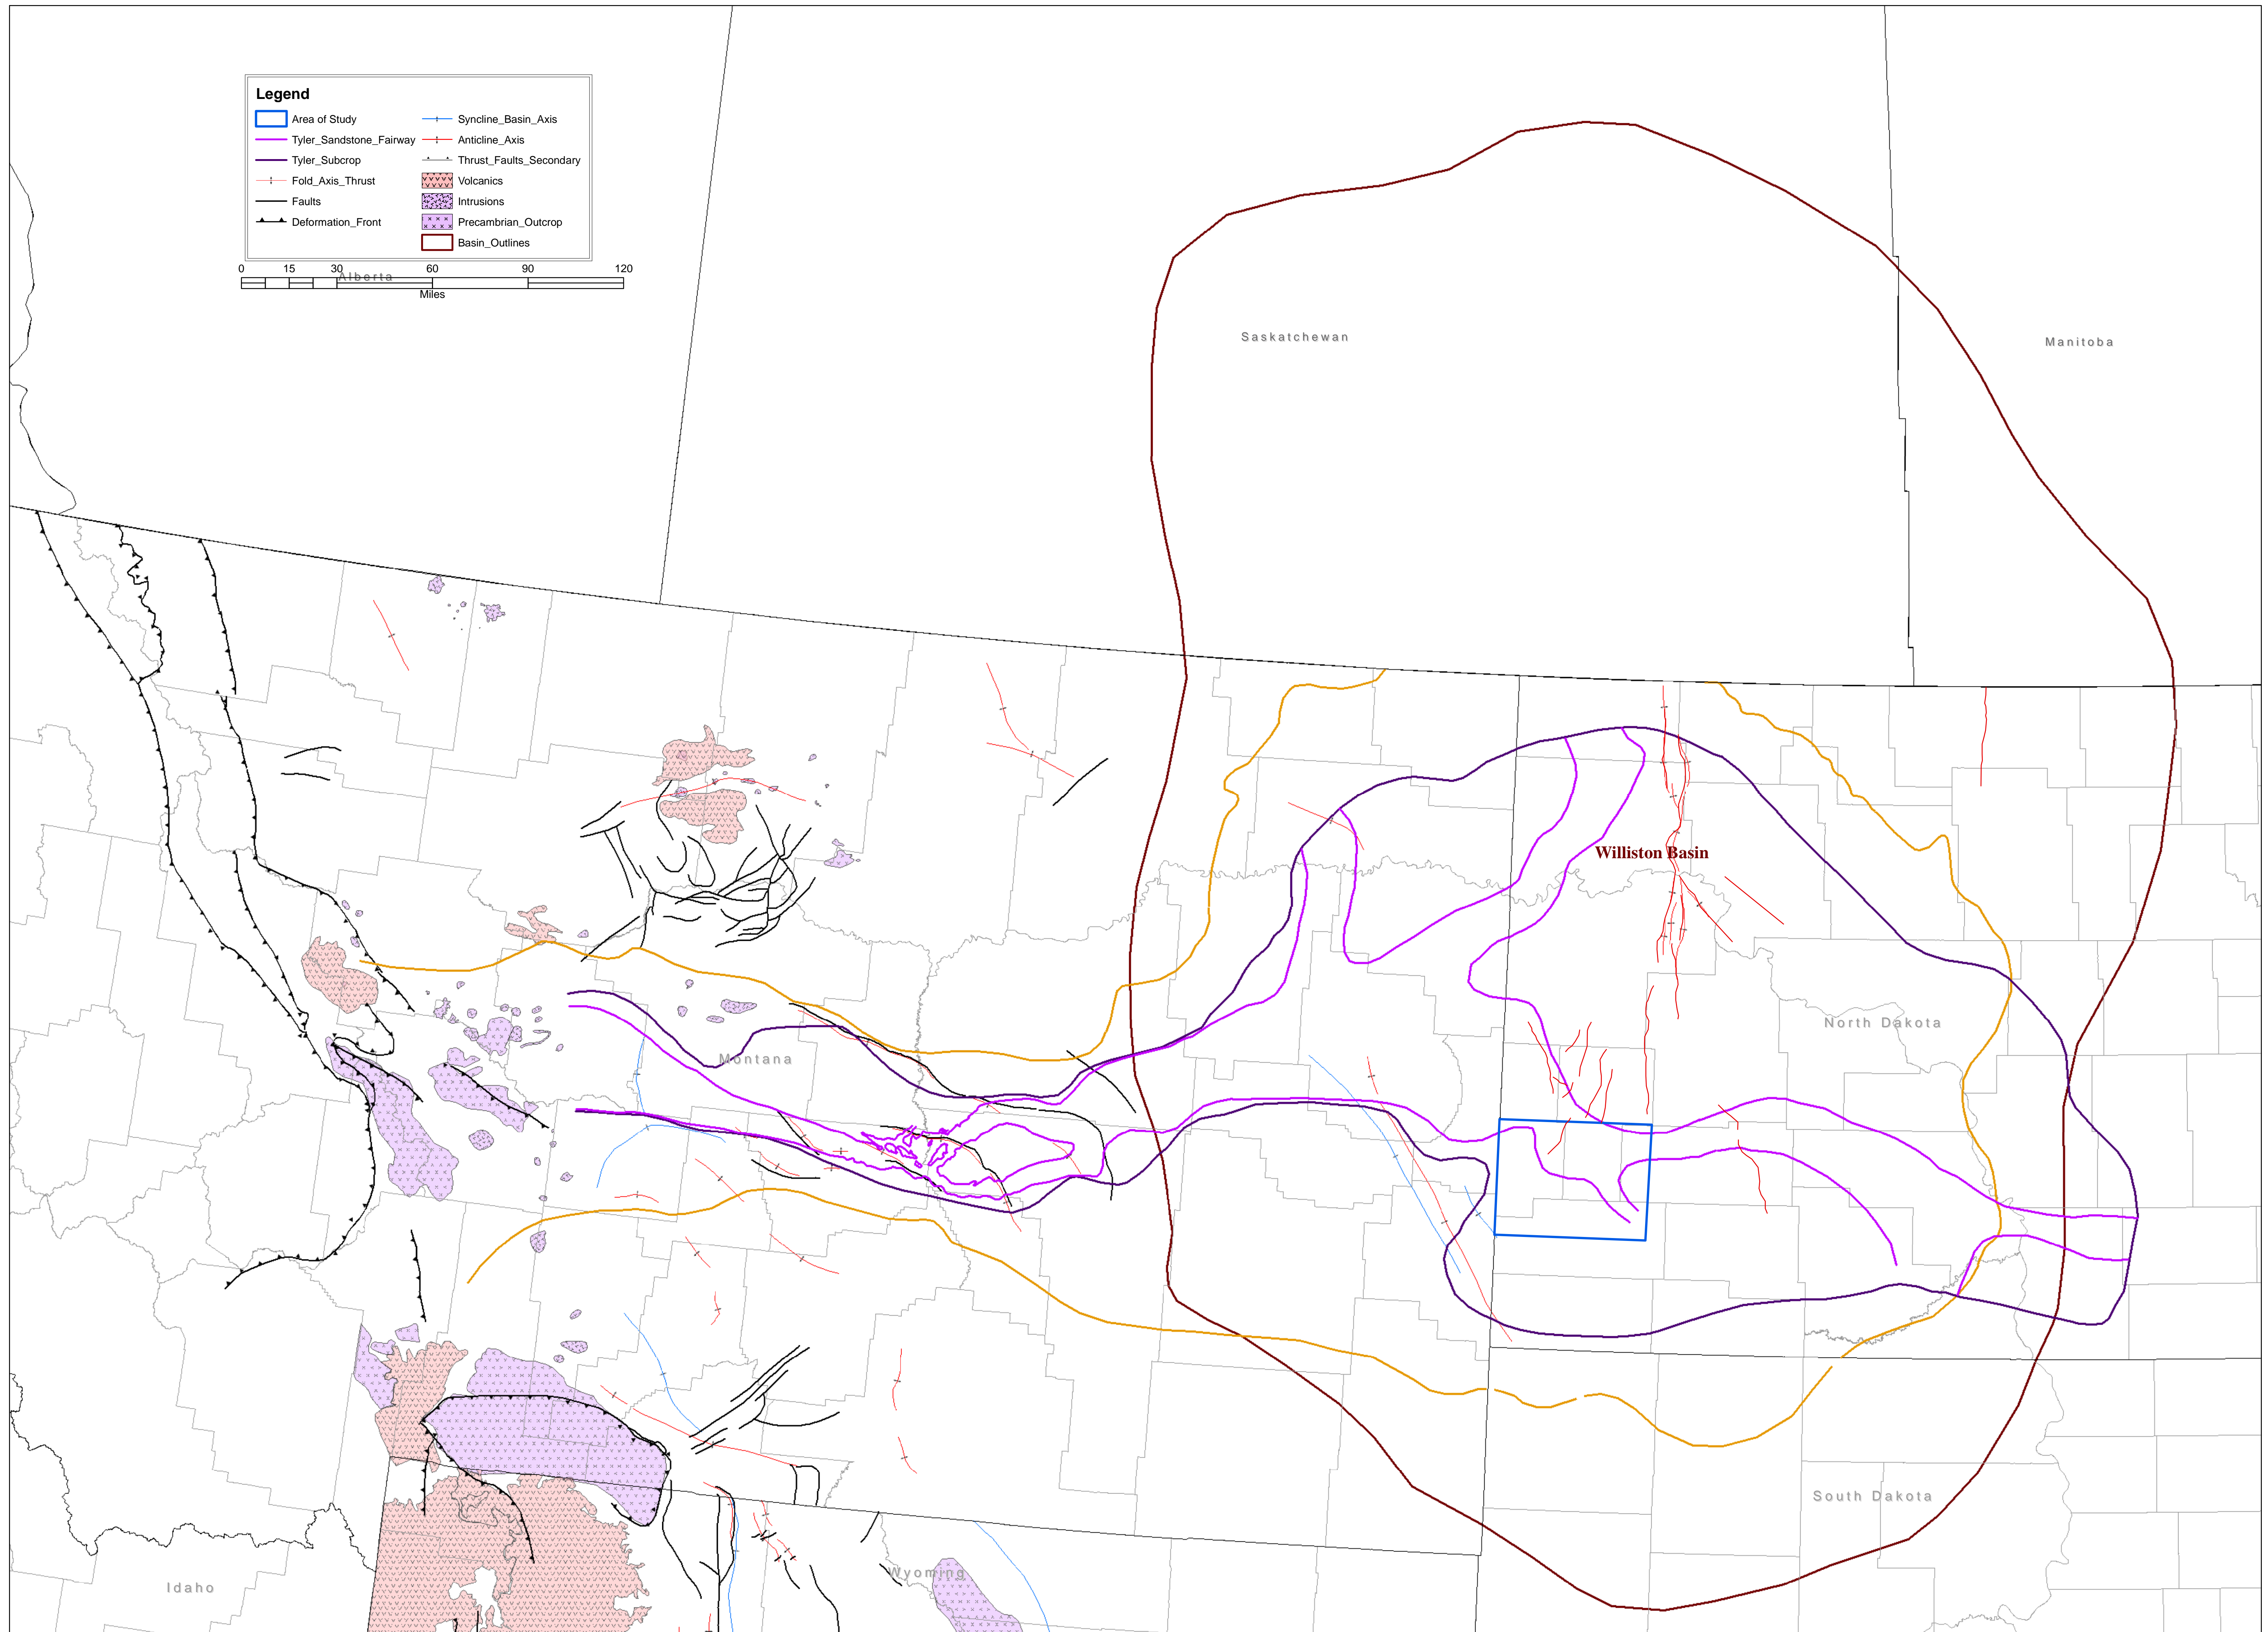 Legend
Area of Study
Tyler_Sandstone_Fairway
Tyler_Subcrop
Fold_Axis_Thrust
Faults
Deformation_Front
Syncline_Basin_Axis
Anticline_Axis
Thrust_Faults_Secondary
Volcanics
Intrusions
Precambrian_Outcrop
Basin_Outlines
0 15 30 60 90 120
Alberta
Miles
Saskatchewan
Manitoba
Williston Basin
North Dakota
Montana
South Dakota
Wyoming
Idaho